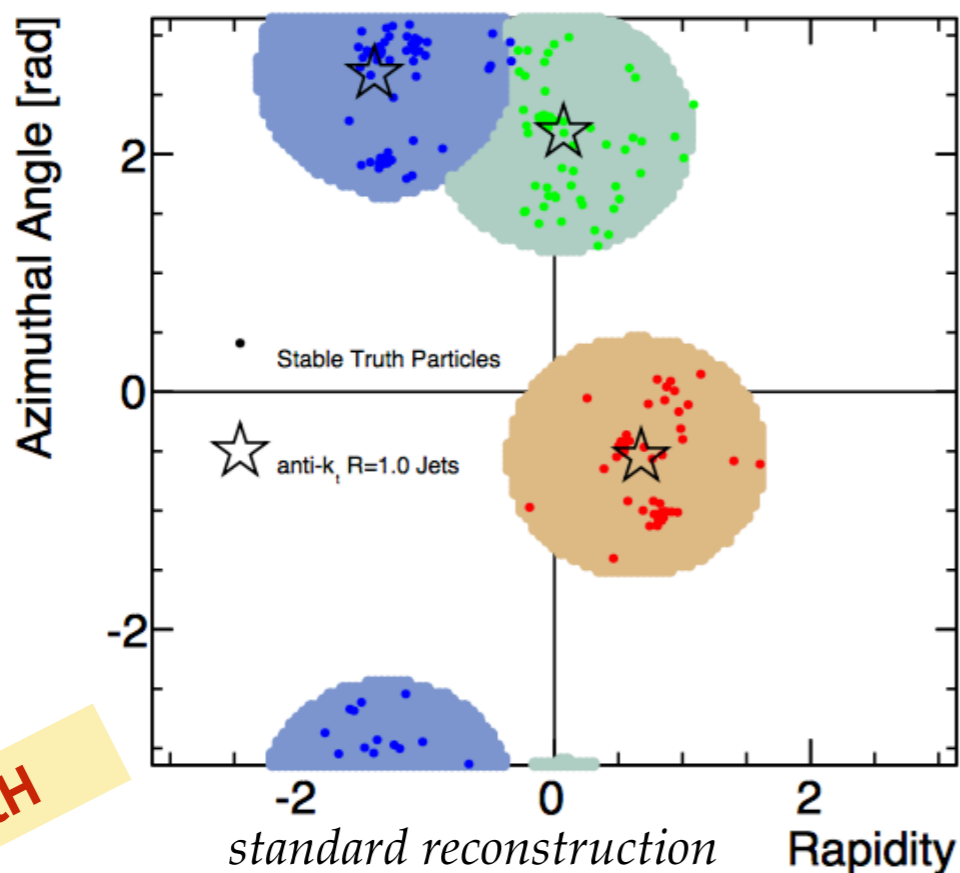 Azimuthal Angle [rad]
2
0
-2
Stable Truth Particles
anti-kt R=1.0 Jets
-2 0 2
standard reconstruction
Rapidity